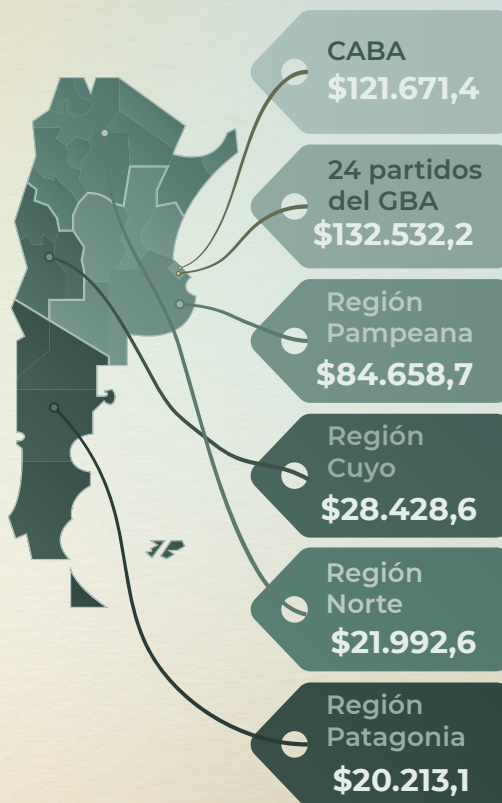 CABA
$121.671,4
24 partidos
del GBA
$132.532,2
Región
Pampeana
$84.658,7
Región
Cuyo
$28.428,6
Región
Norte
$21.992,6
Región
Patagonia
$20.213,1